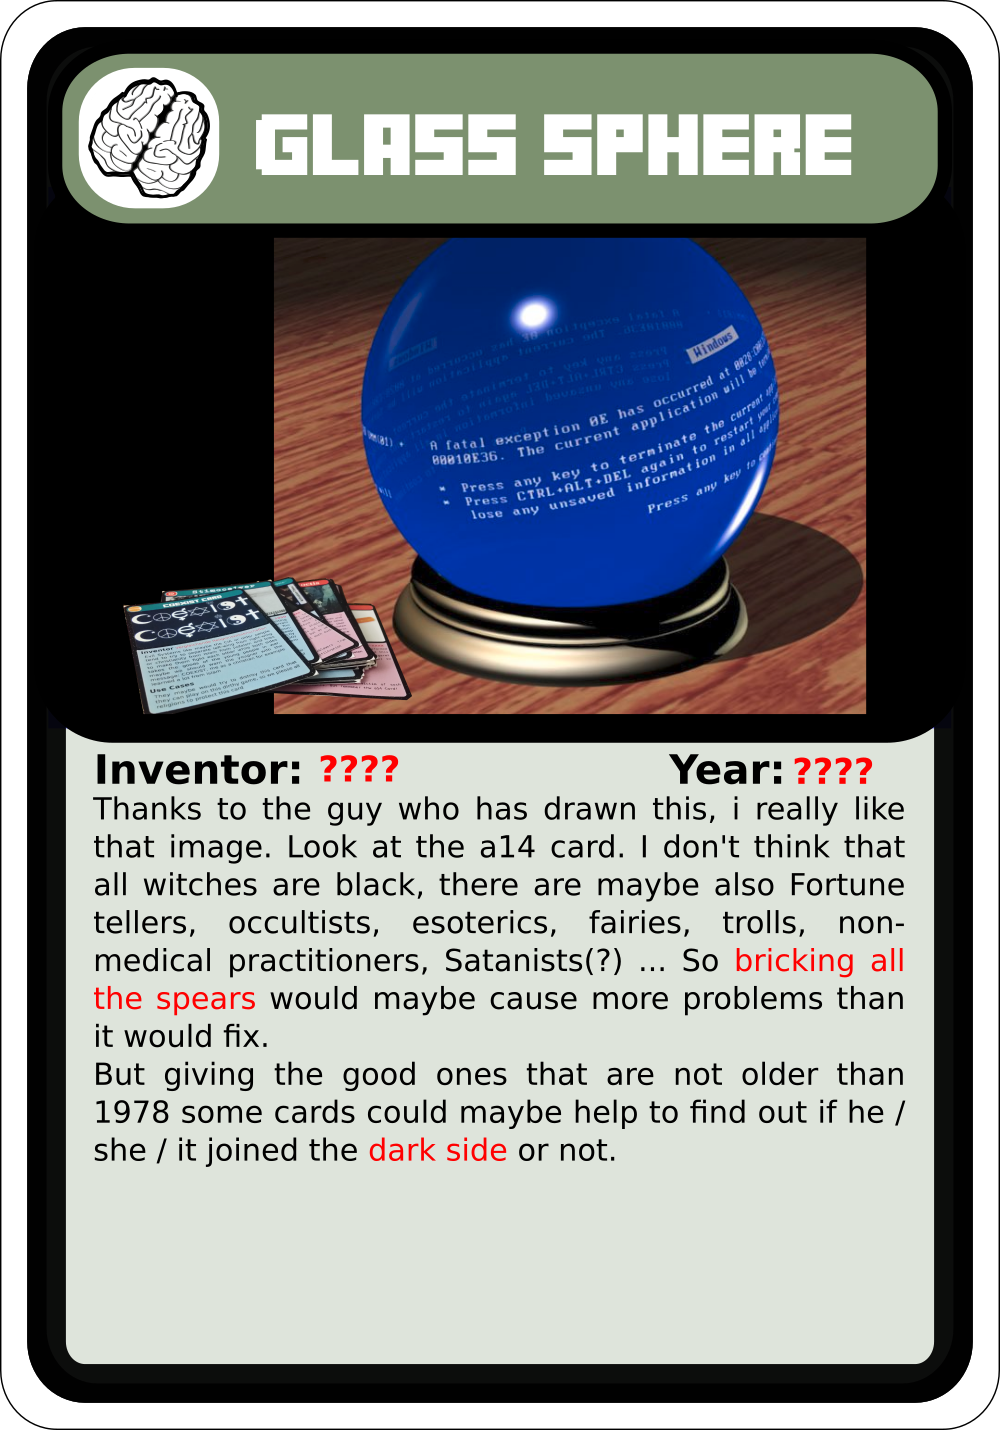 GLASS SPHERE
Windows
A fatal exception 0E has occurred at 0028:
00010E36. The current application will be
* Press any key to terminate the current
* Press CTRL+ALT+DEL again to restart your
lose any unsaved information in all
Press any key to
COEXIST CARD
Inventor
Use Cases
Inventor: ???? Year: ????
Thanks to the guy who has drawn this, i really like
that image. Look at the a14 card. I don't think that
all witches are black, there are maybe also Fortune
tellers, occultists, esoterics, fairies, trolls, non-
medical practitioners, Satanists(?) ... So bricking all
the spears would maybe cause more problems than
it would fix.
But giving the good ones that are not older than
1978 some cards could maybe help to find out if he /
she / it joined the dark side or not.